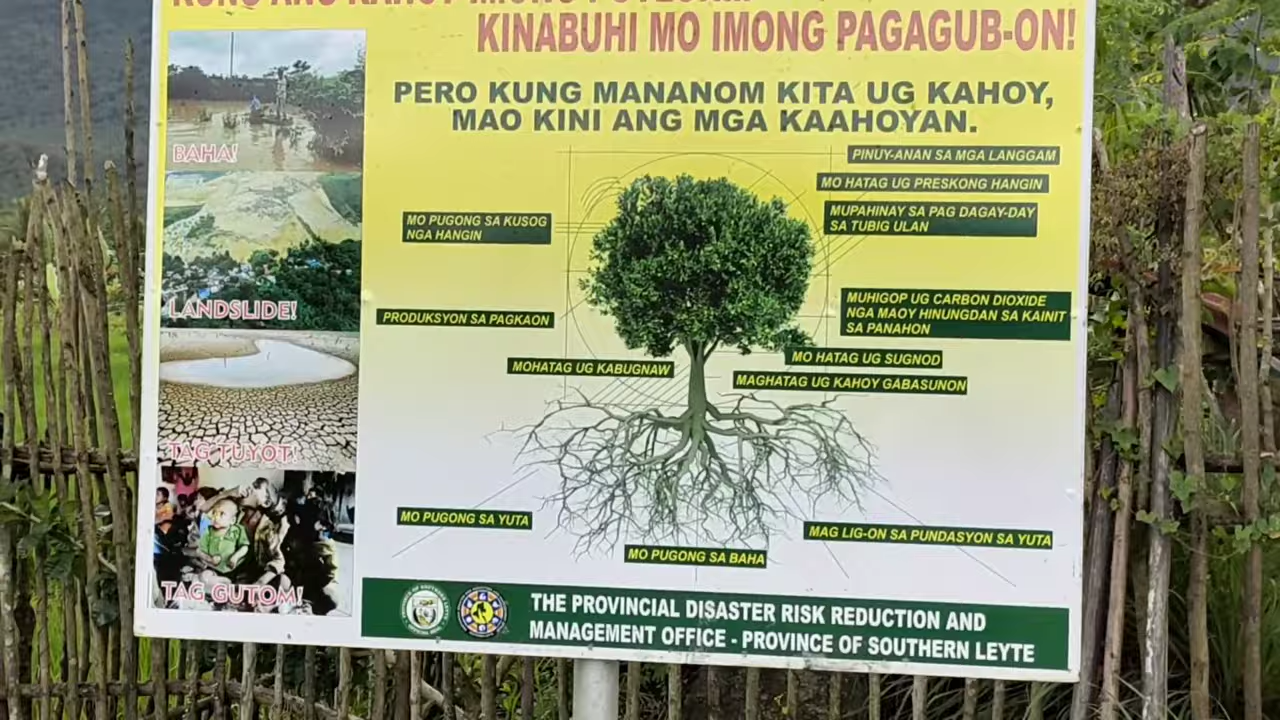 KUNG ANG KAHOY
KINABUHI MO IMONG PAGAGUB-ON!
PERO KUNG MANANOM KITA UG KAHOY,
MAO KINI ANG MGA KAAHOYAN.
BAHA!
LANDSLIDE!
TAG TUYOT!
TAG GUTOM!
PINUY-ANAN SA MGA LANGGAM
MO HATAG UG PRESKONG HANGIN
MUPAHINAY SA PAG DAGAY-DAY
SA TUBIG ULAN
MO PUGONG SA KUSOG
NGA HANGIN
MUHIGOP UG CARBON DIOXIDE
NGA MAOY HINUNGDAN SA KAINIT
SA PANAHON
PRODUKSYON SA PAGKAON
MO HATAG UG SUGNOD
MOHATAG UG KABUGNAW
MAGHATAG UG KAHOY GABASUNON
MO PUGONG SA YUTA
MAG LIG-ON SA PUNDASYON SA YUTA
MO PUGONG SA BAHA
THE PROVINCIAL DISASTER RISK REDUCTION AND
MANAGEMENT OFFICE - PROVINCE OF SOUTHERN LEYTE